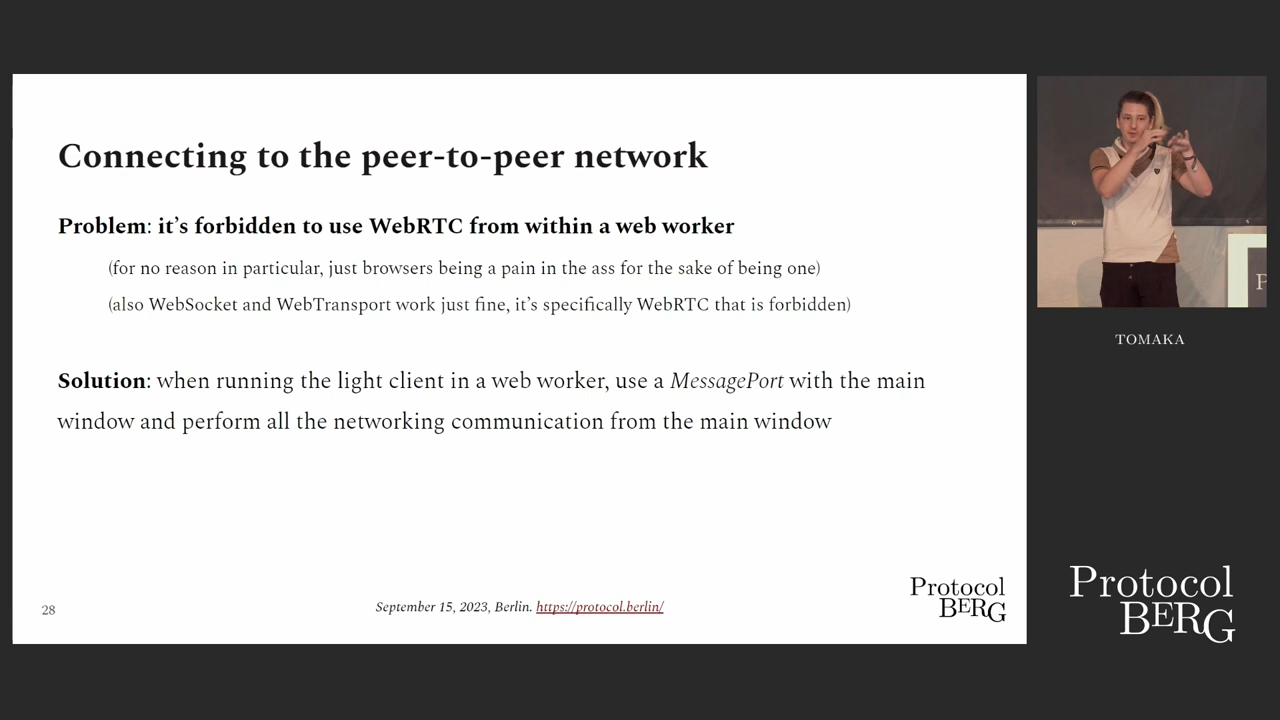 Connecting to the peer-to-peer network
Problem: it’s forbidden to use WebRTC from within a web worker
(for no reason in particular, just browsers being a pain in the ass for the sake of being one)
(also WebSocket and WebTransport work just fine, it’s specifically WebRTC that is forbidden)
Solution: when running the light client in a web worker, use a MessagePort with the main
window and perform all the networking communication from the main window
28
September 15, 2023, Berlin. https://protocol.berlin/
Protocol
BERG
TOMAKA
Protocol
BERG